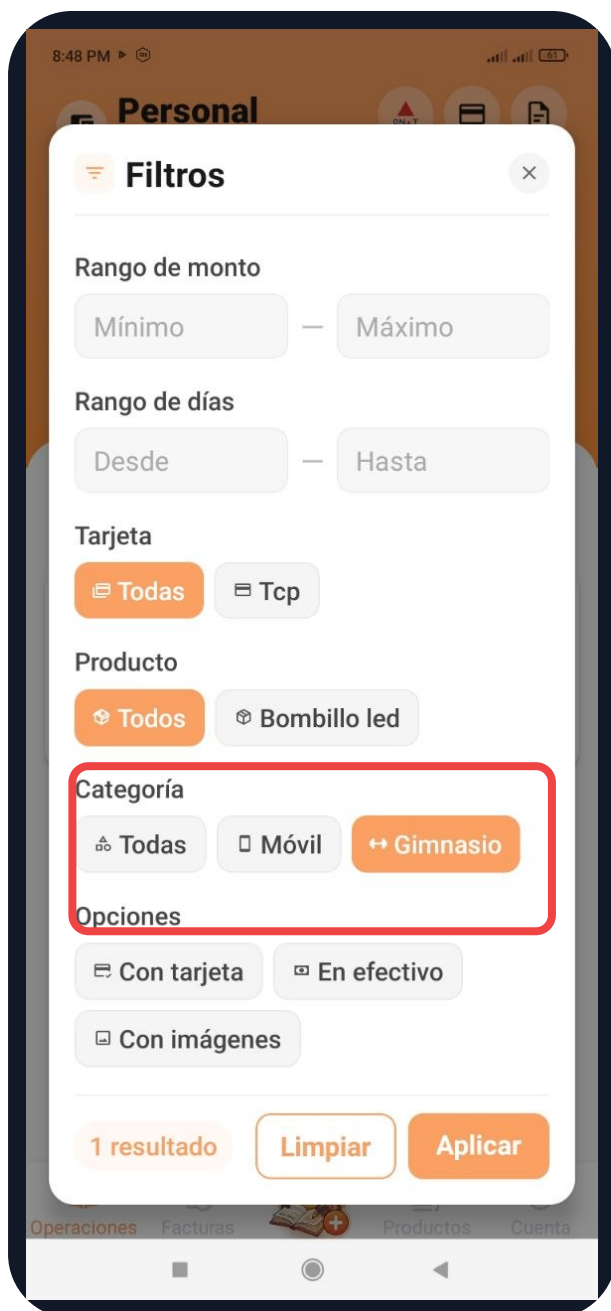 8:48 PM
61
Personal
Filtros
Rango de monto
Mínimo — Máximo
Rango de días
Desde — Hasta
Tarjeta
Todas Tcp
Producto
Todos Bombillo led
Categoría
Todas Móvil Gimnasio
Opciones
Con tarjeta En efectivo
Con imágenes
1 resultado Limpiar Aplicar
Operaciones Facturas Productos Cuenta